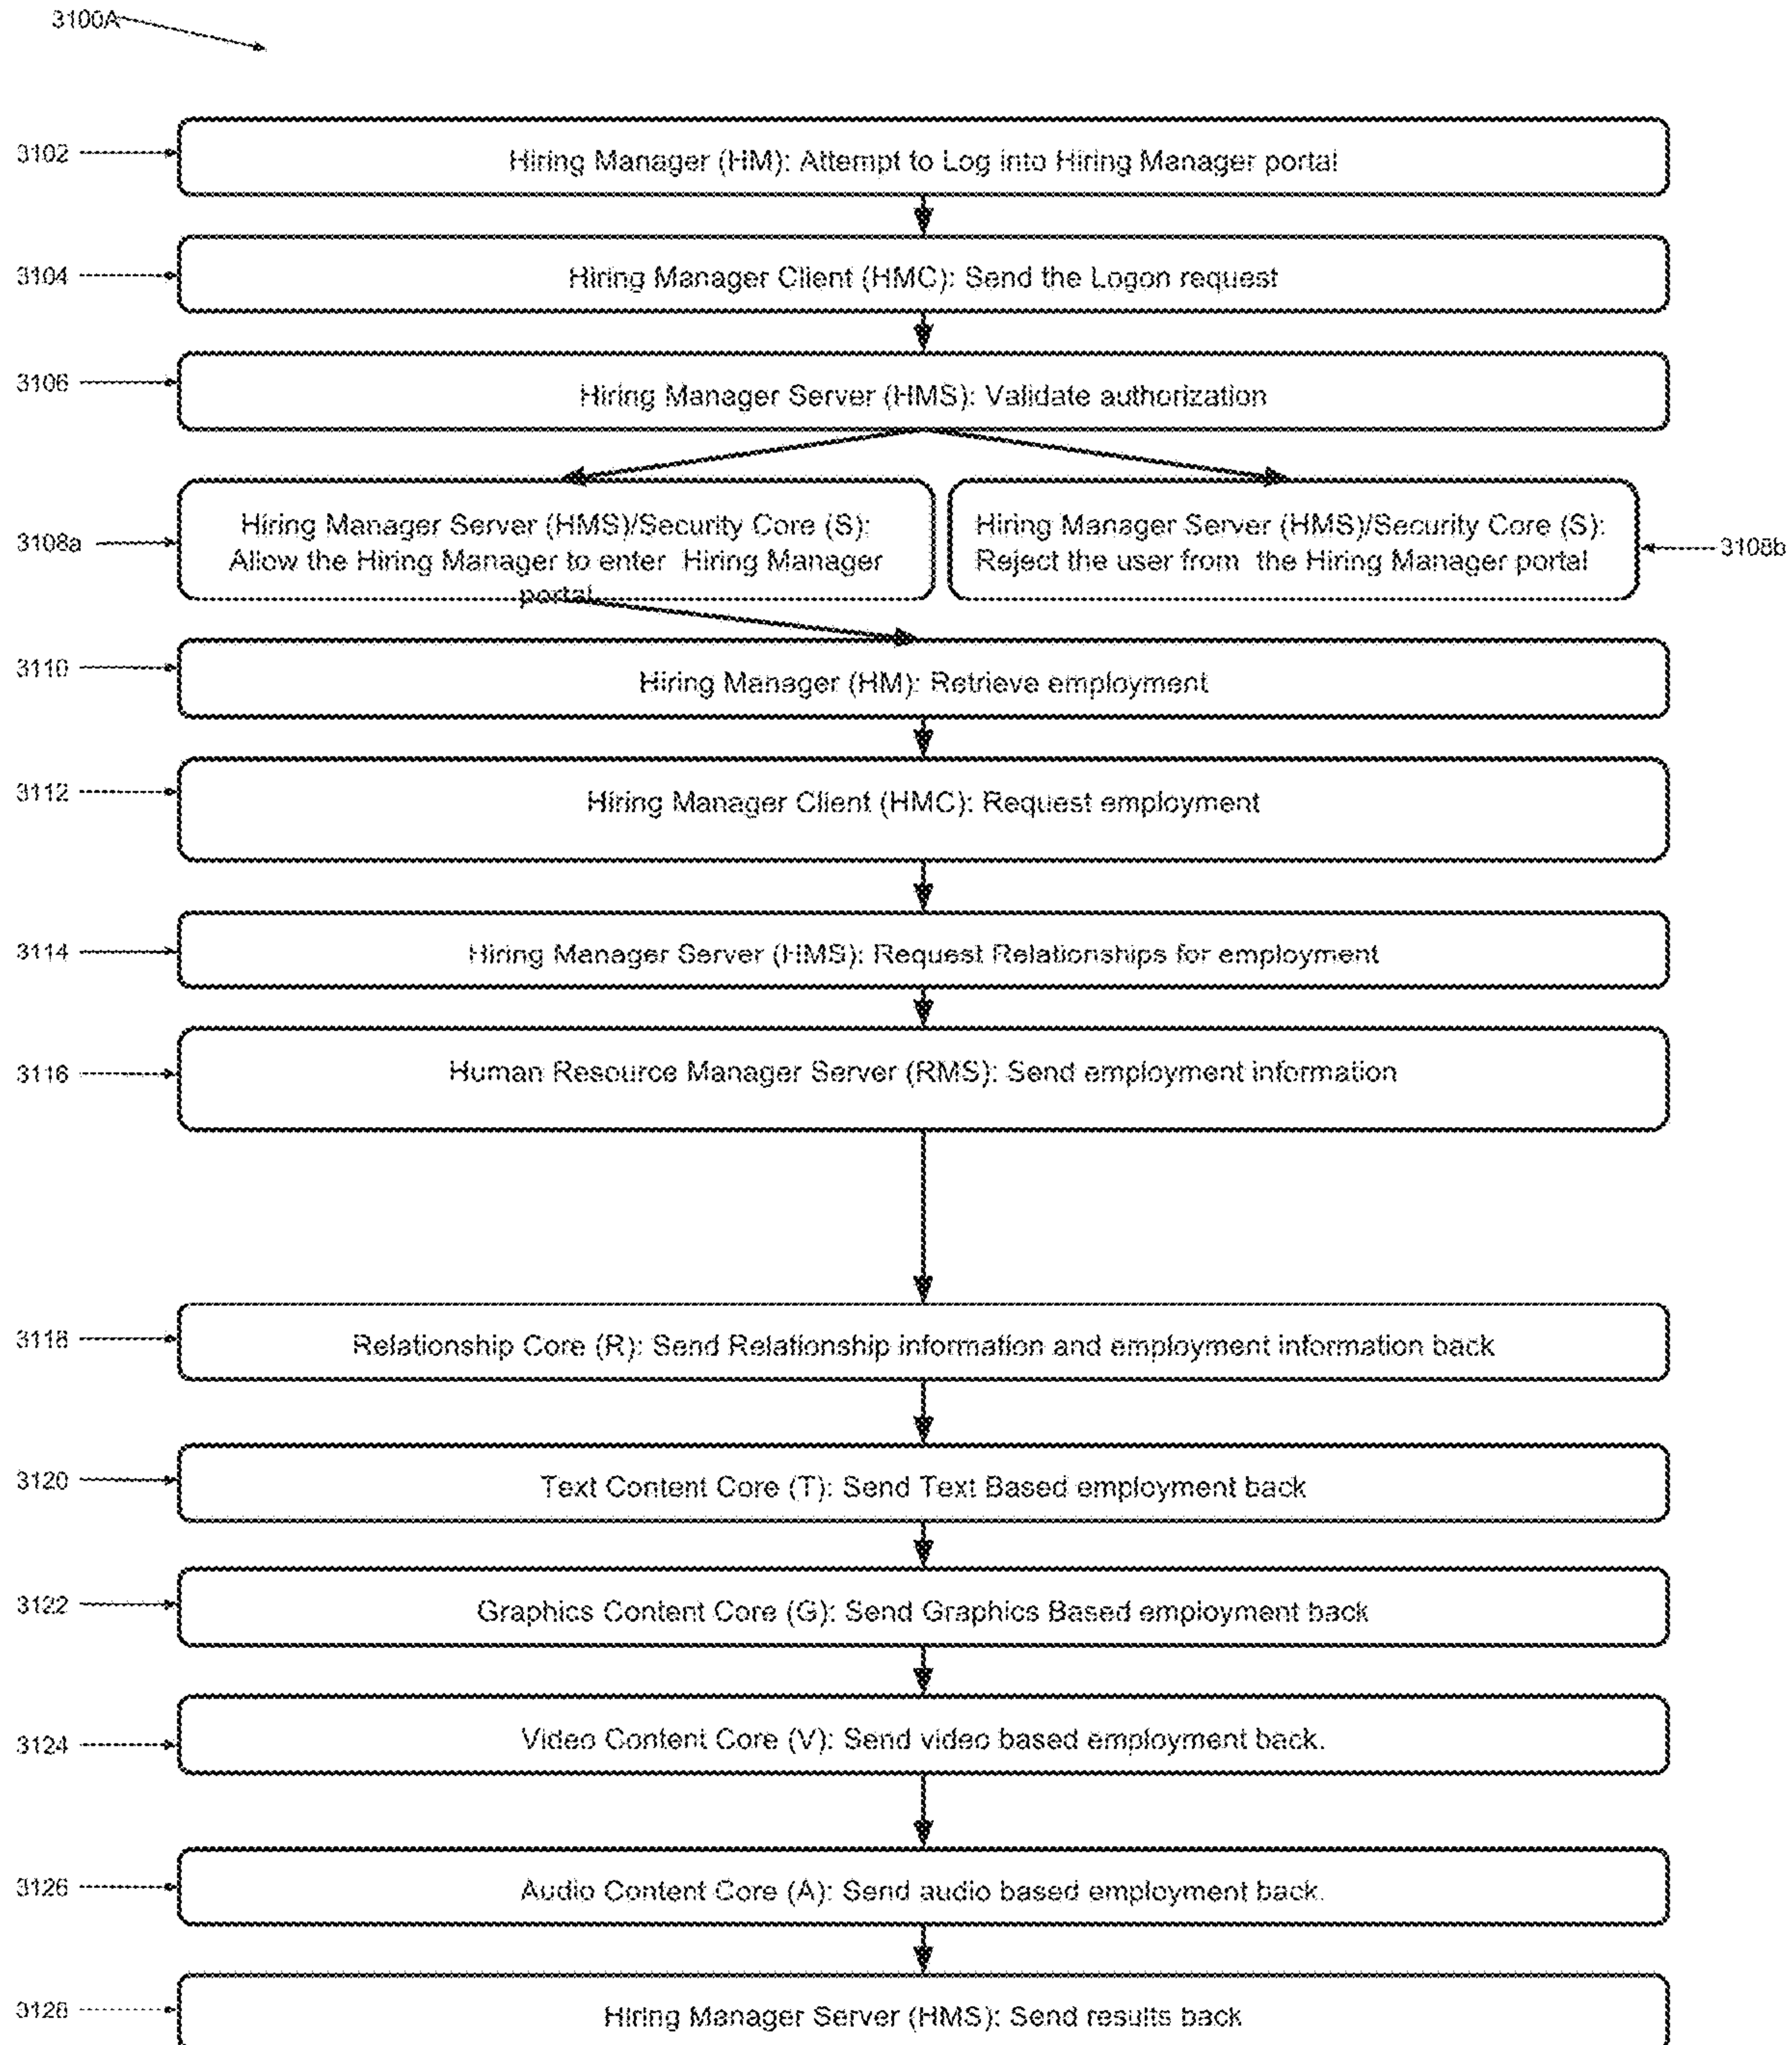 3100A
3102
Hiring Manager (HM): Attempt to Log into Hiring Manager portal
3104
Hiring Manager Client (HMC): Send the Logon request
3106
Hiring Manager Server (HMS): Validate authorization
3108a
Hiring Manager Server (HMS)/Security Core (S):
Allow the Hiring Manager to enter Hiring Manager
portal
Hiring Manager Server (HMS)/Security Core (S):
Reject the user from the Hiring Manager portal
3108b
3110
Hiring Manager (HM): Retrieve employment
3112
Hiring Manager Client (HMC): Request employment
3114
Hiring Manager Server (HMS): Request Relationships for employment
3116
Human Resource Manager Server (RMS): Send employment information
3118
Relationship Core (R): Send Relationship information and employment information back
3120
Text Content Core (T): Send Text Based employment back
3122
Graphics Content Core (G): Send Graphics Based employment back
3124
Video Content Core (V): Send video based employment back.
3126
Audio Content Core (A): Send audio based employment back.
3128
Hiring Manager Server (HMS): Send results back